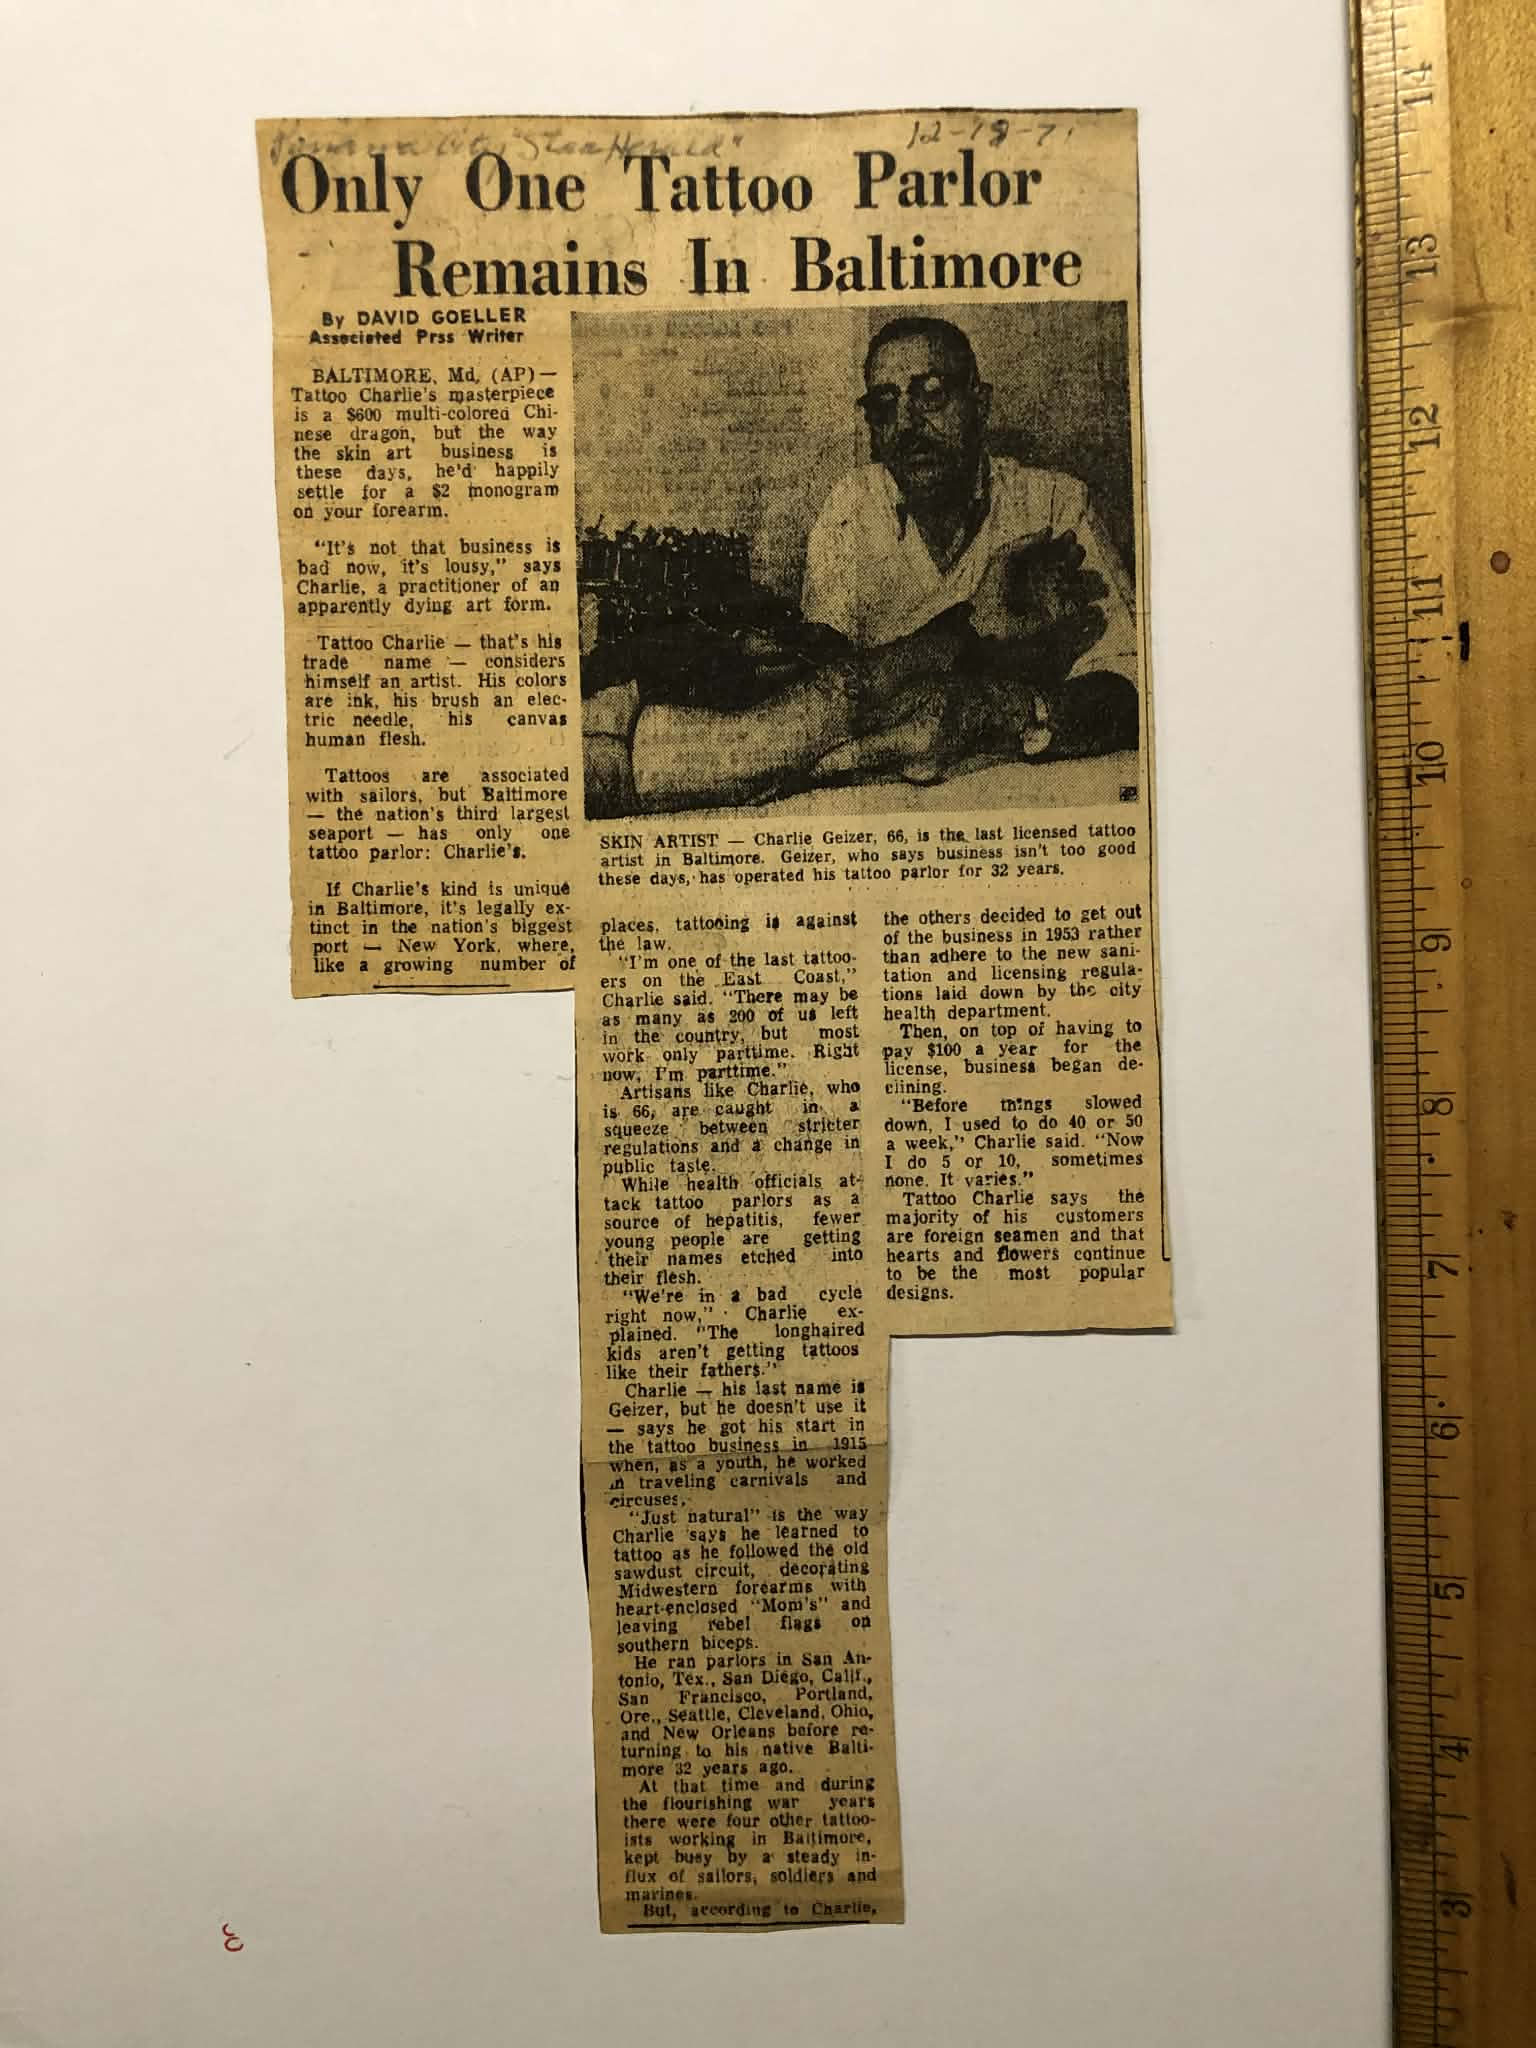 "Star Herald"
12-19-7
Only One Tattoo Parlor
Remains In Baltimore
By DAVID GOELLER
Associated Prss Writer
BALTIMORE, Md. (AP) —
Tattoo Charlie's masterpiece
is a $600 multi-colored Chi-
nese dragon, but the way
the skin art business is
these days, he'd happily
settle for a $2 monogram
on your forearm.
"It's not that business is
bad now, it's lousy," says
Charlie, a practitioner of an
apparently dying art form.
Tattoo Charlie — that's his
trade name — considers
himself an artist. His colors
are ink, his brush an elec-
tric needle, his canvas
human flesh.
Tattoos are associated
with sailors, but Baltimore
— the nation's third largest
seaport — has only one
tattoo parlor: Charlie's.
If Charlie's kind is unique
in Baltimore, it's legally ex-
tinct in the nation's biggest
port — New York, where,
like a growing number of
SKIN ARTIST — Charlie Geizer, 66, is the last licensed tattoo
artist in Baltimore. Geizer, who says business isn't too good
these days, has operated his tattoo parlor for 32 years.
places, tattooing is against
the law.
"I'm one of the last tattoo-
ers on the East Coast,"
Charlie said. "There may be
as many as 200 of us left
in the country, but most
work only parttime. Right
now, I'm parttime."
Artisans like Charlie, who
is 66, are caught in a
squeeze between stricter
regulations and a change in
public taste.
While health officials at-
tack tattoo parlors as a
source of hepatitis, fewer
young people are getting
their names etched into
their flesh.
"We're in a bad cycle
right now," Charlie ex-
plained. "The longhaired
kids aren't getting tattoos
like their fathers."
Charlie — his last name is
Geizer, but he doesn't use it
— says he got his start in
the tattoo business in 1915
when, as a youth, he worked
in traveling carnivals and
circuses.
"Just natural" is the way
Charlie says he learned to
tattoo as he followed the old
sawdust circuit, decorating
Midwestern forearms with
heart-enclosed "Mom's" and
leaving rebel flags on
southern biceps.
He ran parlors in San An-
tonio, Tex., San Diego, Calif.,
San Francisco, Portland,
Ore., Seattle, Cleveland, Ohio,
and New Orleans before re-
turning to his native Balti-
more 32 years ago.
At that time and during
the flourishing war years
there were four other tattoo-
ists working in Baltimore,
kept busy by a steady in-
flux of sailors, soldiers and
marines.
But, according to Charlie,
the others decided to get out
of the business in 1953 rather
than adhere to the new sani-
tation and licensing regula-
tions laid down by the city
health department.
Then, on top of having to
pay $100 a year for the
license, business began de-
clining.
"Before things slowed
down, I used to do 40 or 50
a week," Charlie said. "Now
I do 5 or 10, sometimes
none. It varies."
Tattoo Charlie says the
majority of his customers
are foreign seamen and that
hearts and flowers continue
to be the most popular
designs.
14
13
12
11
10
9
8
7
6
5
4
3